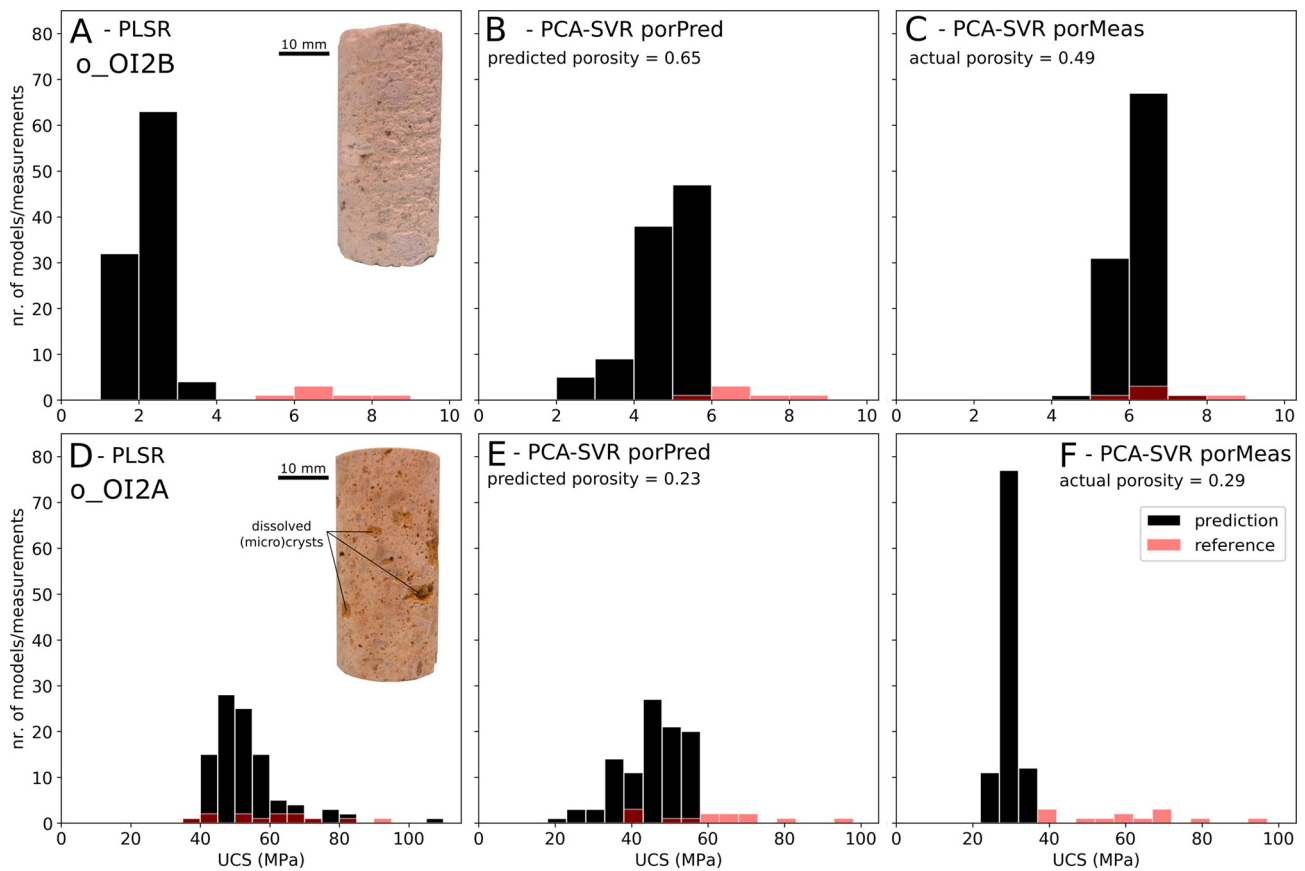 A - PLSR
o_OI2B
10 mm
B - PCA-SVR porPred
predicted porosity = 0.65
C - PCA-SVR porMeas
actual porosity = 0.49
nr. of models/measurements
80
70
60
50
40
30
20
10
0
0 2 4 6 8 10
0 2 4 6 8 10
0 2 4 6 8 10
D - PLSR
o_OI2A
10 mm
dissolved
(micro)crysts
E - PCA-SVR porPred
predicted porosity = 0.23
F - PCA-SVR porMeas
actual porosity = 0.29
prediction
reference
nr. of models/measurements
80
70
60
50
40
30
20
10
0
0 20 40 60 80 100
0 20 40 60 80 100
0 20 40 60 80 100
UCS (MPa)
UCS (MPa)
UCS (MPa)